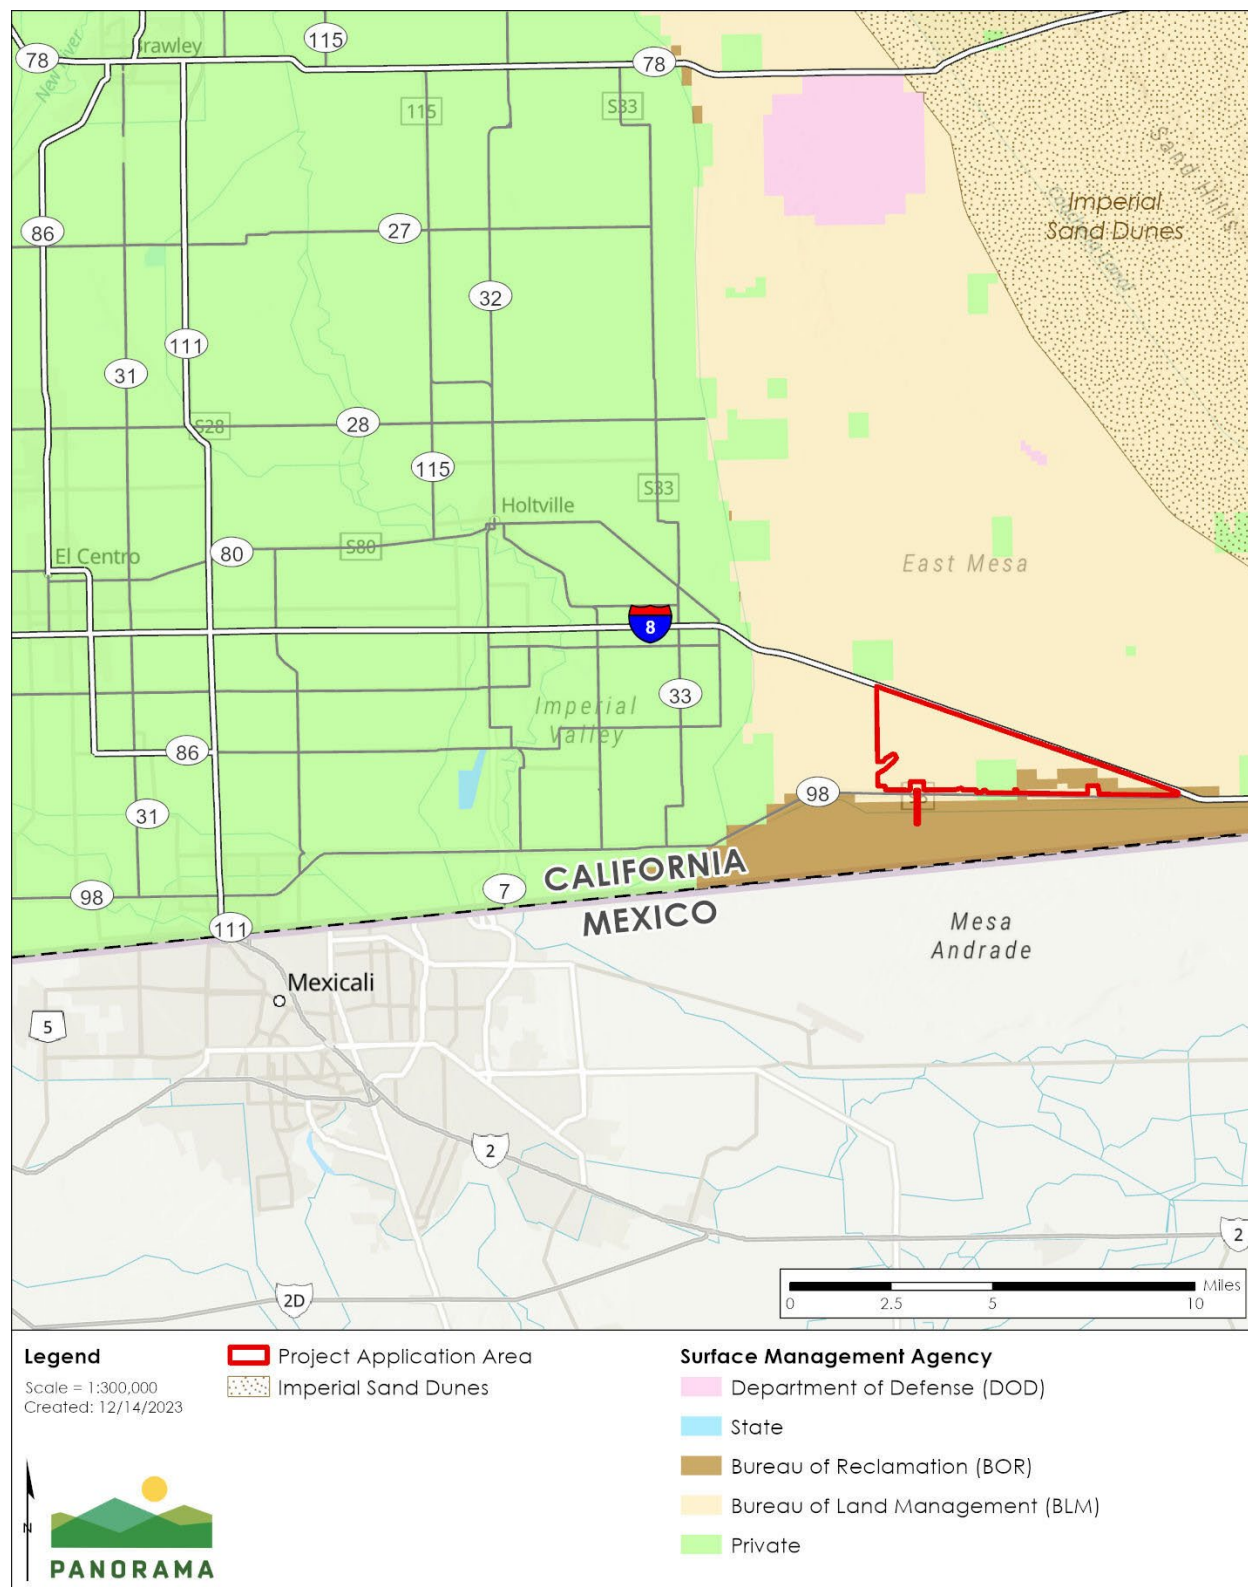 115
78
Brawley
New River
78
115
S33
Sand Hills
Imperial
Sand Dunes
86
27
32
111
31
S28
28
115
S33
Holtville
El Centro
80
S80
East Mesa
8
Imperial
Valley
33
86
98
31
98
7
CALIFORNIA
MEXICO
111
Mesa
Andrade
Mexicali
5
2
2
2D
Miles
0
2.5
5
10
Legend
Scale = 1:300,000
Created: 12/14/2023
Project Application Area
Imperial Sand Dunes
Surface Management Agency
Department of Defense (DOD)
State
Bureau of Reclamation (BOR)
Bureau of Land Management (BLM)
Private
N
PANORAMA